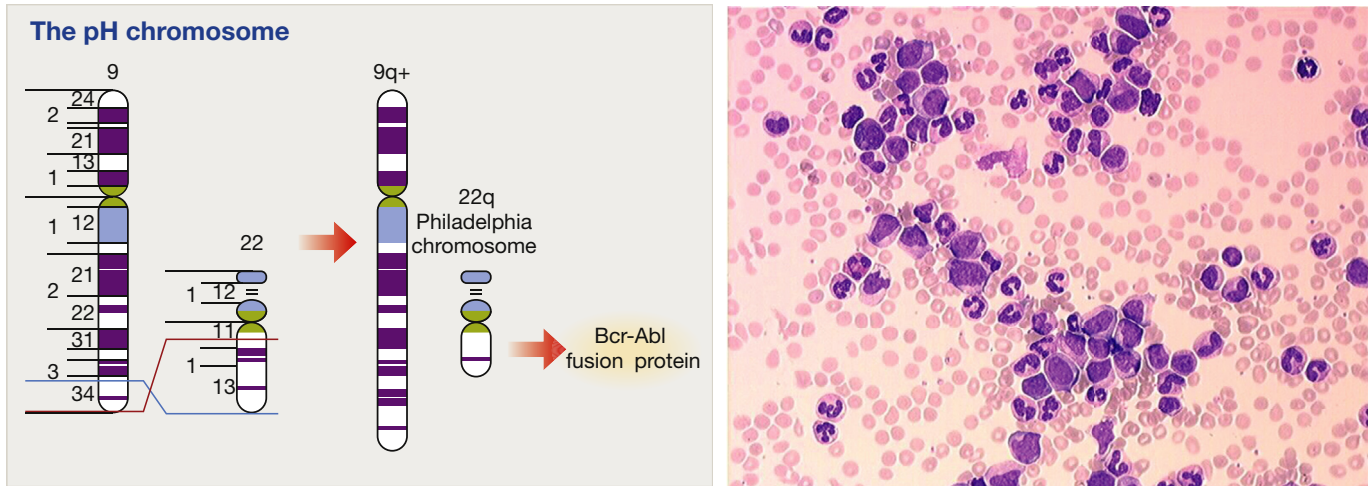 The pH chromosome
9
24
2
21
13
1
1
12
21
2
22
31
3
34
22
1
12
11
1
13
9q+
22q
Philadelphia
chromosome
Bcr-Abl
fusion protein